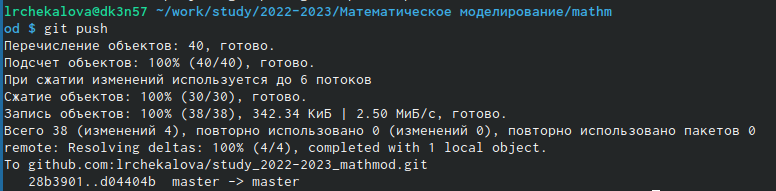 lrchekalova@dk3n57 ~/work/study/2022-2023/Математическое моделирование/mathm
od $ git push
Перечисление объектов: 40, готово.
Подсчет объектов: 100% (40/40), готово.
При сжатии изменений используется до 6 потоков
Сжатие объектов: 100% (30/30), готово.
Запись объектов: 100% (38/38), 342.34 КиБ | 2.50 МиБ/с, готово.
Всего 38 (изменений 4), повторно использовано 0 (изменений 0), повторно использовано пакетов 0
remote: Resolving deltas: 100% (4/4), completed with 1 local object.
To github.com:lrchekalova/study_2022-2023_mathmod.git
   28b3901..d04404b  master -> master